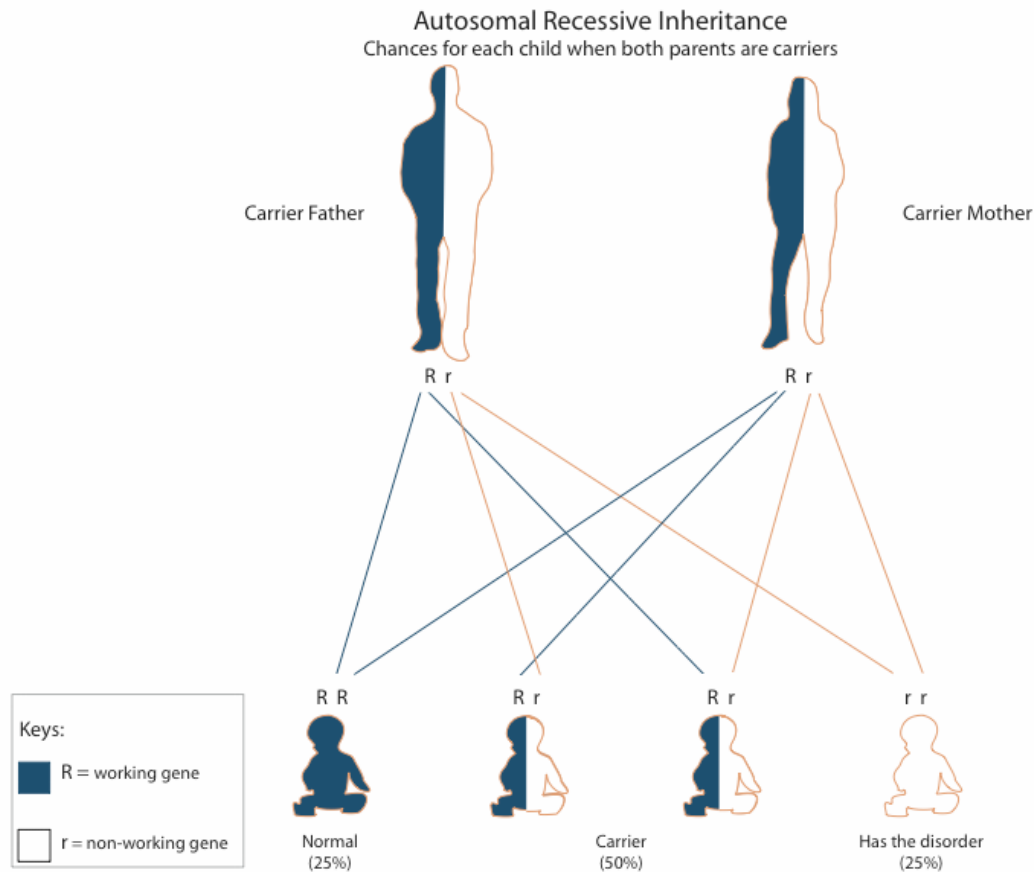 Autosomal Recessive Inheritance
Chances for each child when both parents are carriers
Carrier Father
Carrier Mother
R r
R r
R R
R r
R r
r r
Keys:
R = working gene
r = non-working gene
Normal
(25%)
Carrier
(50%)
Has the disorder
(25%)